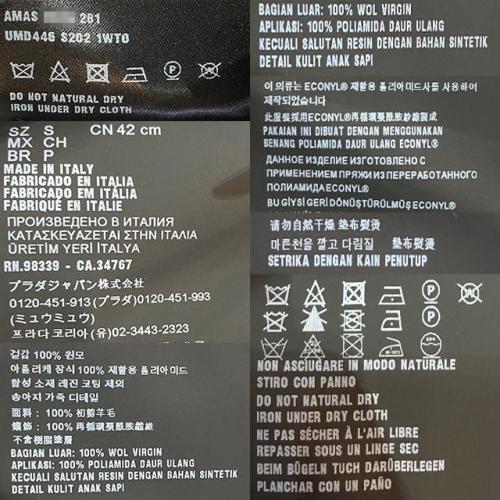 AMAS 281
UMD446 S202 1WT0
DO NOT NATURAL DRY
IRON UNDER DRY CLOTH
SZ S CN 42 cm
MX CH
BR P
MADE IN ITALY
FABRICADO EN ITALIA
FABRICADO EM ITÁLIA
FABRIQUÉ EN ITALIE
ПРОИЗВЕДЕНО В ИТАЛИЯ
ΚΑΤΑΣΚΕΥΑΖΕΤΑΙ ΣΤΗΝ ΙΤΑΛΙΑ
ÜRETİM YERİ İTALYA
RN.98339 - CA.34767
プラダジャパン(株)
0120-451-913(プラダ)0120-451-993
(ミュウミュウ)
프라다코리아(유)02-3443-2323
겉감 100% 원모
아플리케 장식 100% 재활용 폴리아미드
합성 소재 레진 코팅 제외
송아지 가죽 디테일
面料: 100% 初剪羊毛
鑲飾: 100% 再循環聚酰胺纖維
不含樹脂塗層
BAGIAN LUAR: 100% WOL VIRGIN
APLIKASI: 100% POLIAMIDA DAUR ULANG
KECUALI SALUTAN RESIN DENGAN BAHAN SINTETIK
DETAIL KULIT ANAK SAPI
BAGIAN LUAR: 100% WOL VIRGIN
APLIKASI: 100% POLIAMIDA DAUR ULANG
KECUALI SALUTAN RESIN DENGAN BAHAN SINTETIK
DETAIL KULIT ANAK SAPI
이 의류는 ECONYL® 재활용 폴리아미드사를 사용하여
제작되었습니다
此服裝採用ECONYL®再循環聚酰胺紗線製成
PAKAIAN INI DIBUAT DENGAN MENGGUNAKAN
BENANG POLIAMIDA DAUR ULANG ECONYL®
ДАННОЕ ИЗДЕЛИЕ ИЗГОТОВЛЕНО С
ПРИМЕНЕНИЕМ ПРЯЖИ ИЗ ПЕРЕРАБОТАННОГО
ПОЛИАМИДА ECONYL®
BU GİYSİ GERİ DÖNÜŞTÜRÜLMÜŞ ECONYL®
请勿自然干燥 垫布熨烫
마른천을 깔고 다림질 墊布熨燙
SETRIKA DENGAN KAIN PENUTUP
NON ASCIUGARE IN MODO NATURALE
STIRO CON PANNO
DO NOT NATURAL DRY
IRON UNDER DRY CLOTH
NE PAS SÉCHER À L'AIR LIBRE
REPASSER SOUS UN LINGE SEC
BEIM BÜGELN TUCH DARÜBERLEGEN
PLANCHAR CON UN PAÑO